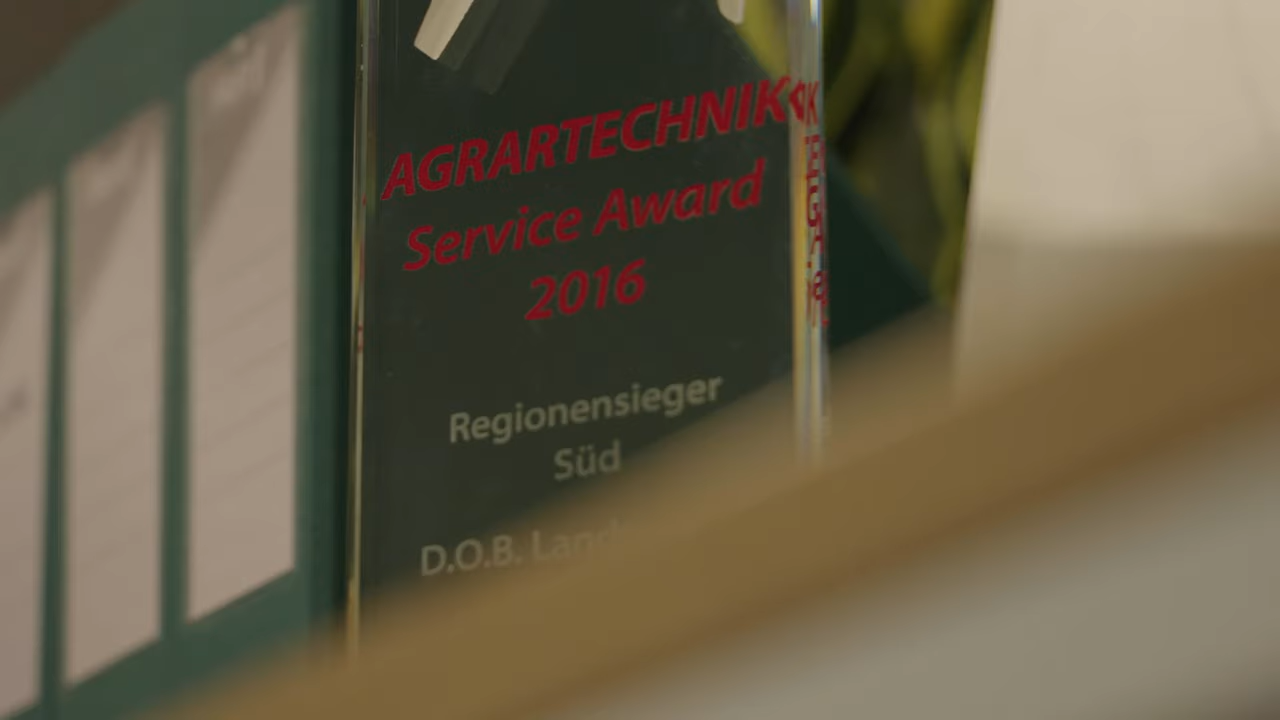 AGRARTECHNIK
Service Award
2016
Regionensieger
Süd
D.O.B.